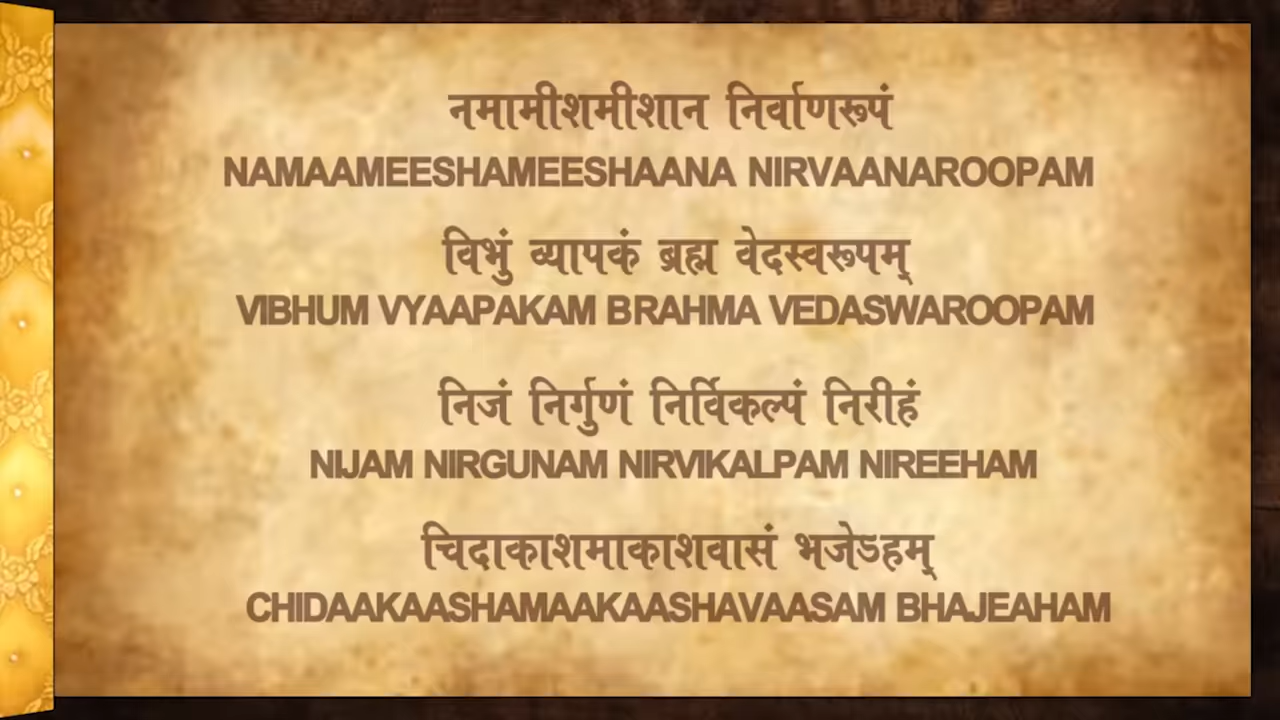 नमामीशमीशान निर्वाणरूपं
NAMAAMEESHAMEESHAANA NIRVAANAROOPAM
विभुं व्यापकं ब्रह्म वेदस्वरूपम्
VIBHUM VYAAPAKAM BRAHMA VEDASWAROOPAM
निजं निर्गुणं निर्विकल्पं निरीहं
NIJAM NIRGUNAM NIRVIKALPAM NIREEHAM
चिदाकाशमाकाशवासं भजेऽहम्
CHIDAAKAASHAMAAKAASHAVAASAM BHAJEAHAM